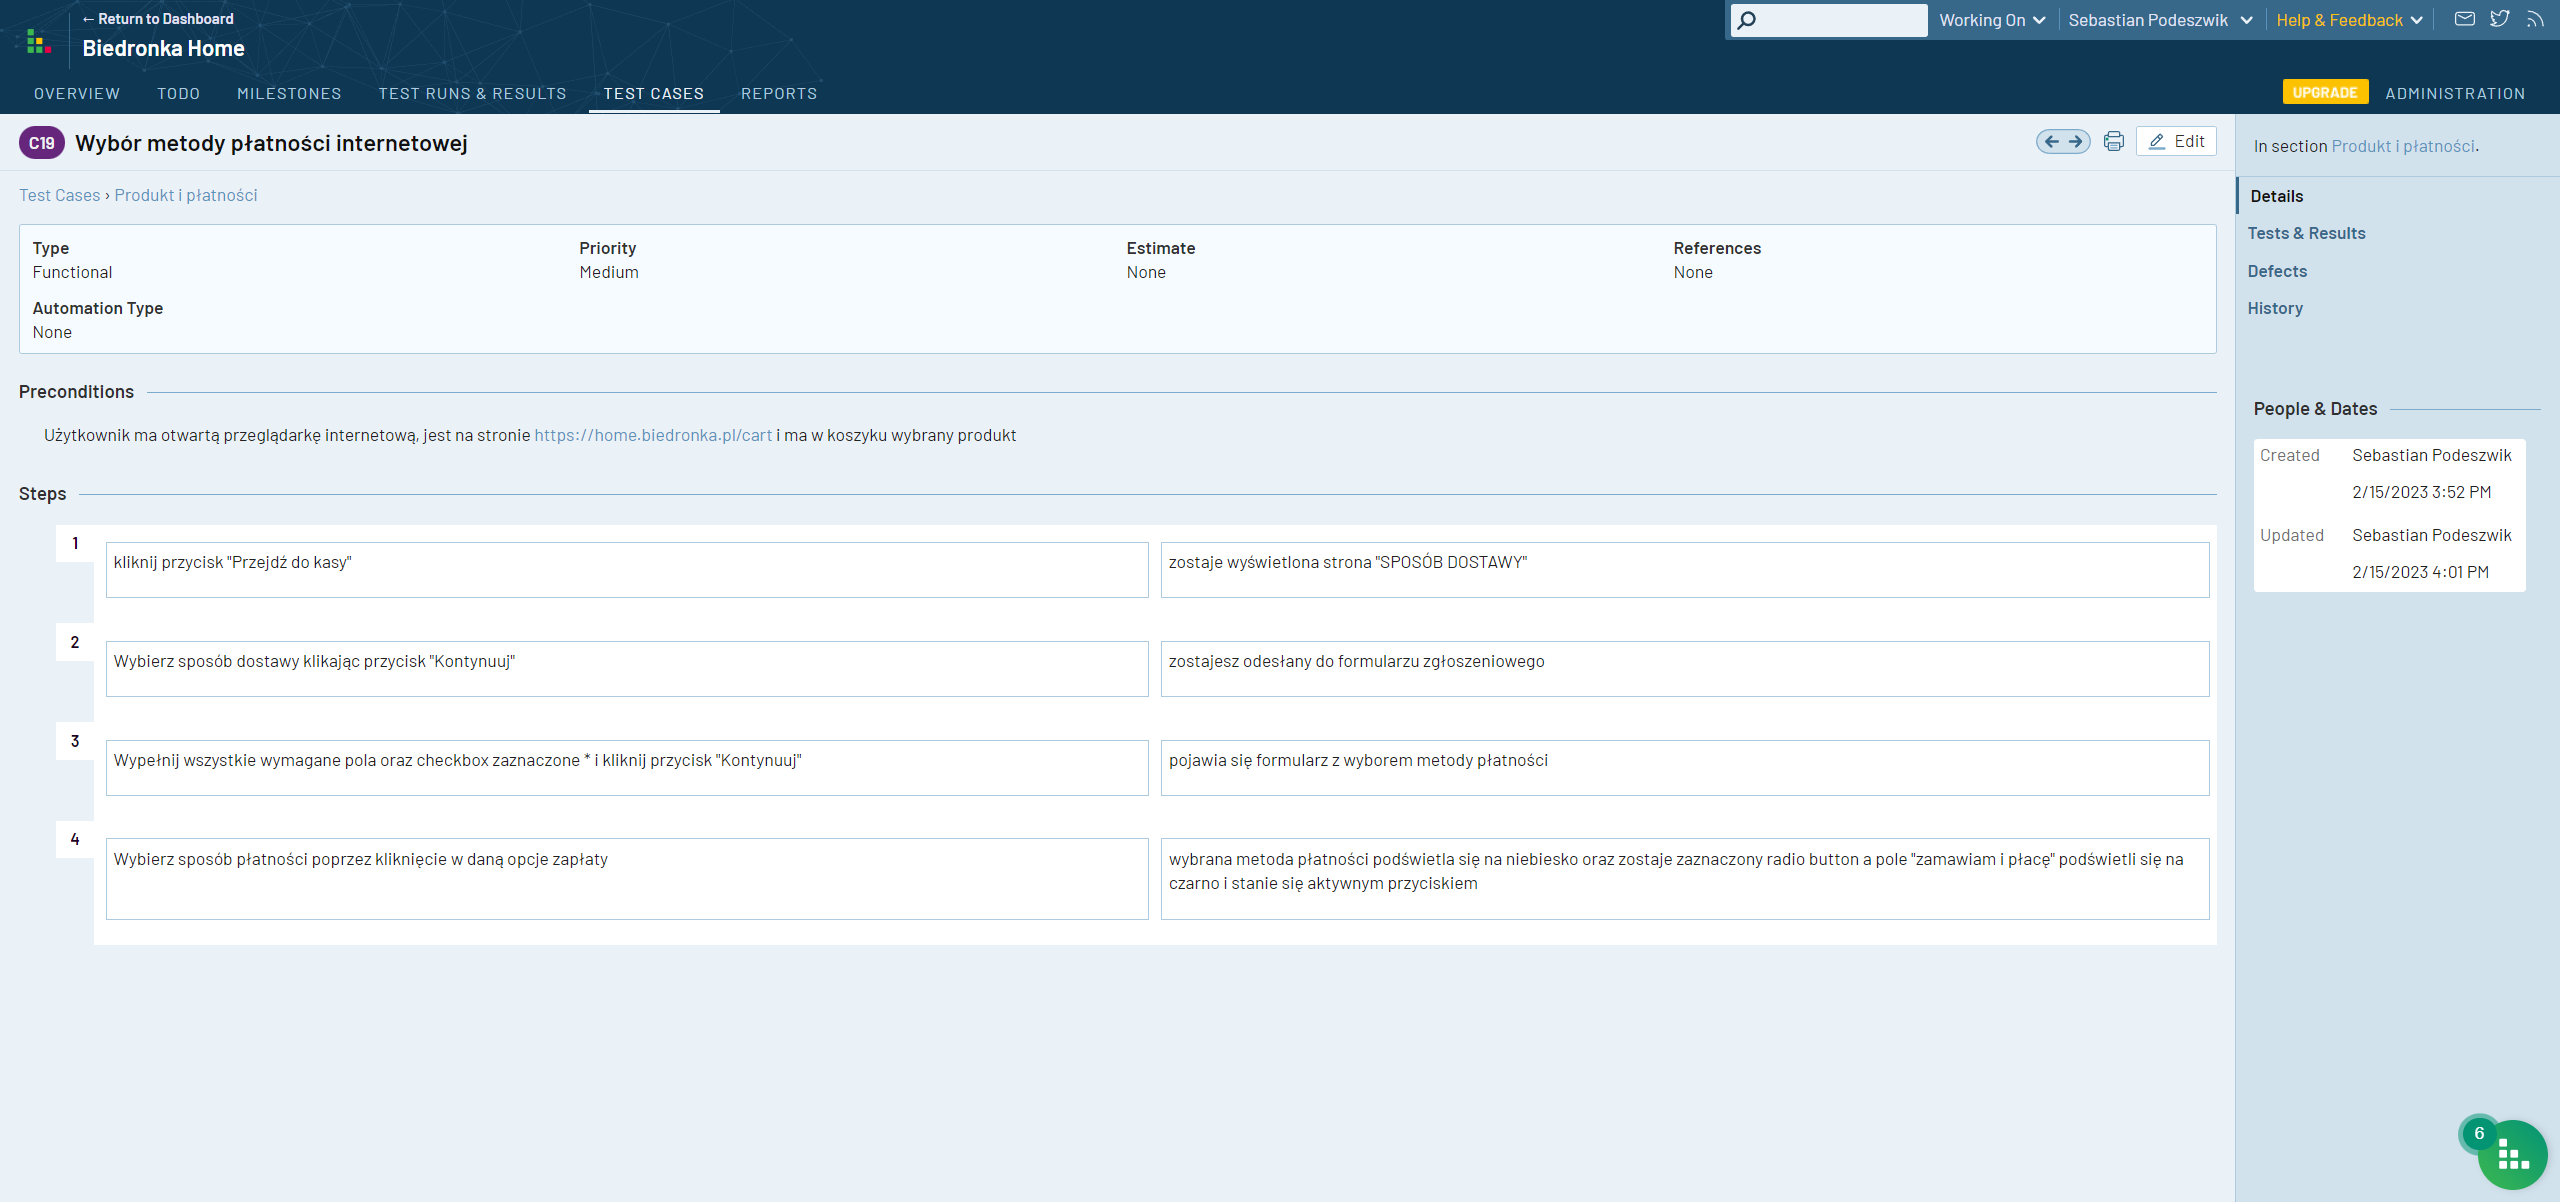 ← Return to Dashboard
Biedronka Home
Working On
Sebastian Podeszwik
Help & Feedback
OVERVIEW
TODO
MILESTONES
TEST RUNS & RESULTS
TEST CASES
REPORTS
UPGRADE
ADMINISTRATION
C19
Wybór metody płatności internetowej
Edit
Test Cases › Produkt i płatności
Type
Functional
Priority
Medium
Estimate
None
References
None
Automation Type
None
Preconditions
Użytkownik ma otwartą przeglądarkę internetową, jest na stronie https://home.biedronka.pl/cart i ma w koszyku wybrany produkt
Steps
1
kliknij przycisk "Przejdź do kasy"
zostaje wyświetlona strona "SPOSÓB DOSTAWY"
2
Wybierz sposób dostawy klikając przycisk "Kontynuuj"
zostajesz odesłany do formularzu zgłoszeniowego
3
Wypełnij wszystkie wymagane pola oraz checkbox zaznaczone * i kliknij przycisk "Kontynuuj"
pojawia się formularz z wyborem metody płatności
4
Wybierz sposób płatności poprzez kliknięcie w daną opcje zapłaty
wybrana metoda płatności podświetla się na niebiesko oraz zostaje zaznaczony radio button a pole "zamawiam i płacę" podświetli się na
czarno i stanie się aktywnym przyciskiem
In section Produkt i płatności.
Details
Tests & Results
Defects
History
People & Dates
Created
Sebastian Podeszwik
2/15/2023 3:52 PM
Updated
Sebastian Podeszwik
2/15/2023 4:01 PM
6